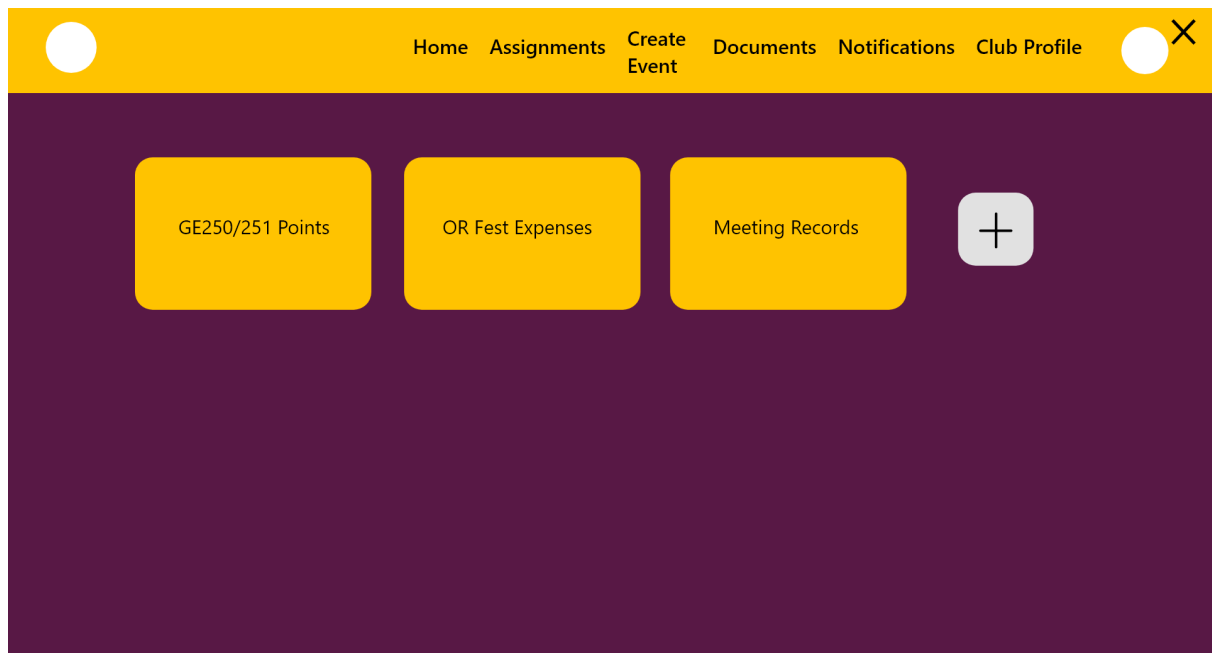 Home Assignments Create Event Documents Notifications Club Profile
GE250/251 Points
OR Fest Expenses
Meeting Records